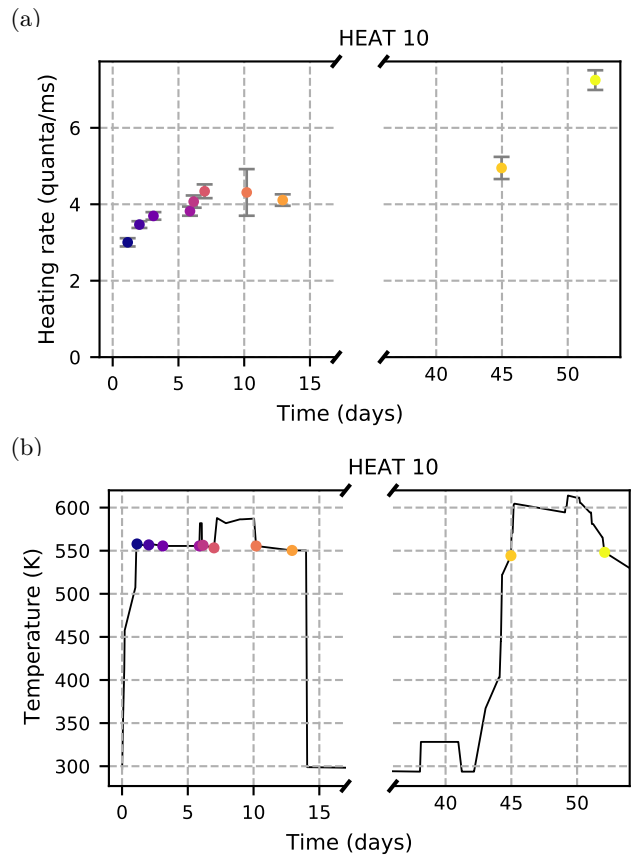 (a)
HEAT 10
Heating rate (quanta/ms)
6
4
2
0
0 5 10 15 40 45 50
Time (days)
(b)
HEAT 10
Temperature (K)
600
550
500
450
400
350
300
0 5 10 15 40 45 50
Time (days)